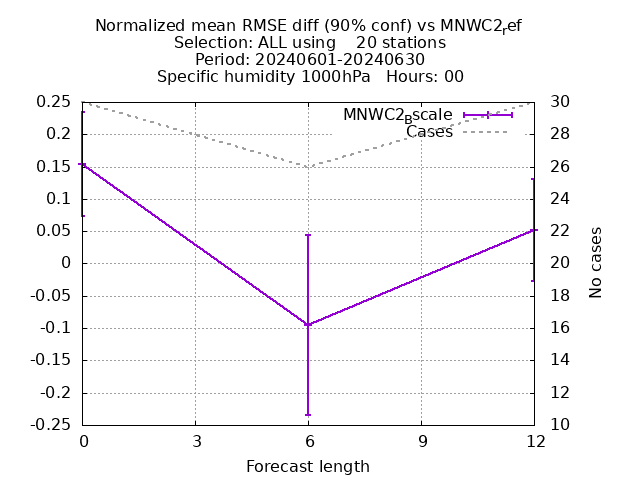 Normalized mean RMSE diff (90% conf) vs MNWC2ref
Selection: ALL using    20 stations
Period: 20240601-20240630
Specific humidity 1000hPa   Hours: 00
MNWC2Bscale
Cases
0.25
0.2
0.15
0.1
0.05
0
-0.05
-0.1
-0.15
-0.2
-0.25
30
28
26
24
22
20
18
16
14
12
10
No cases
0 3 6 9 12
Forecast length